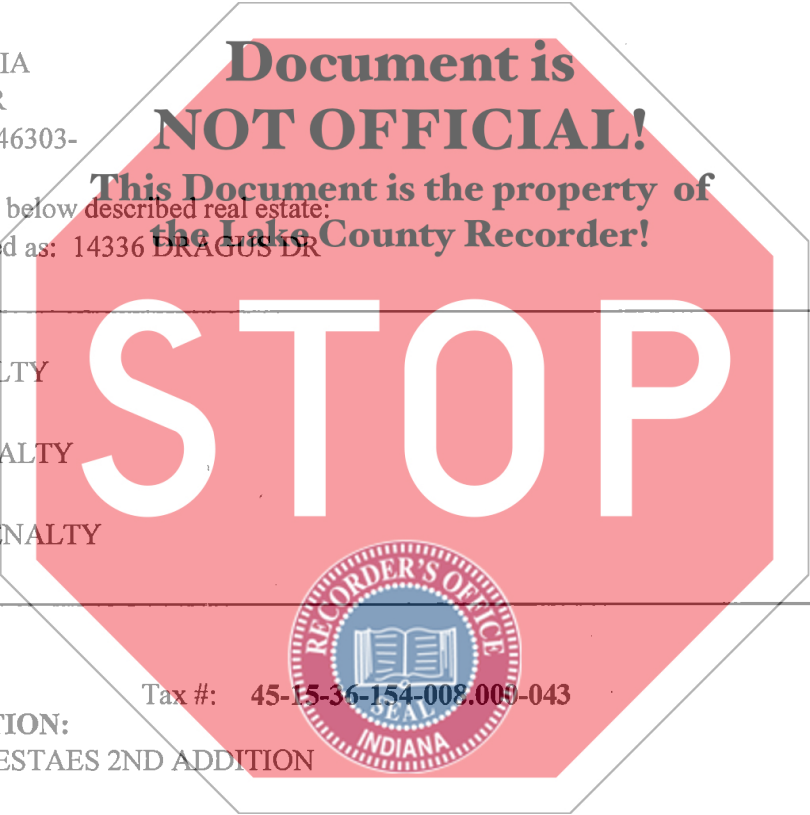 Document is
IA
NOT OFFICIAL!
46303-
This Document is the property of
below described real estate:
the Lake County Recorder!
ed as: 14336 DRAGUS DR
STOP
LTY
ALTY
ENALTY
RECORDER'S OFFICE
SEAL
INDIANA
Tax #: 45-15-36-154-008.000-043
TION:
ESTAES 2ND ADDITION